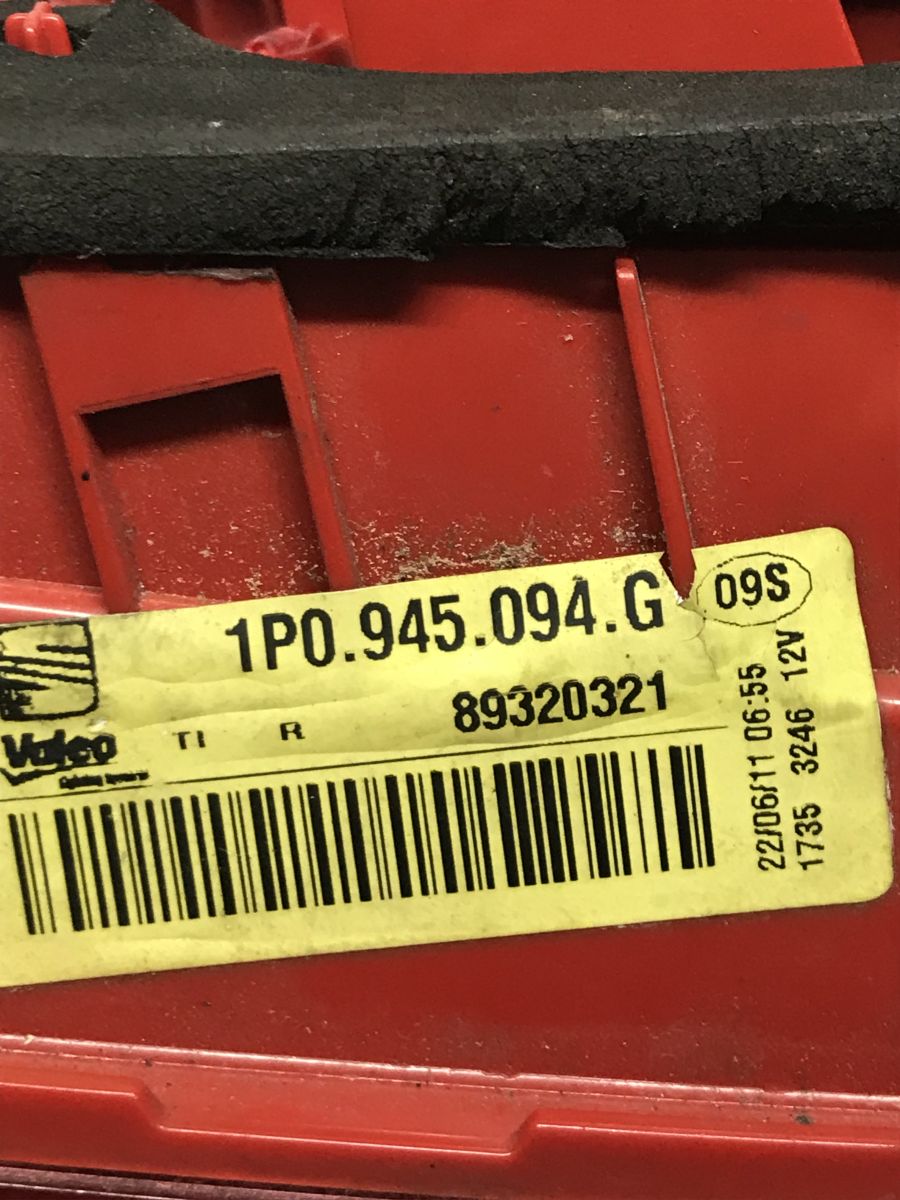 1P0.945.094.G
09S
Valeo
TI R 89320321
22/06/11 06:55
1735 3246 12V